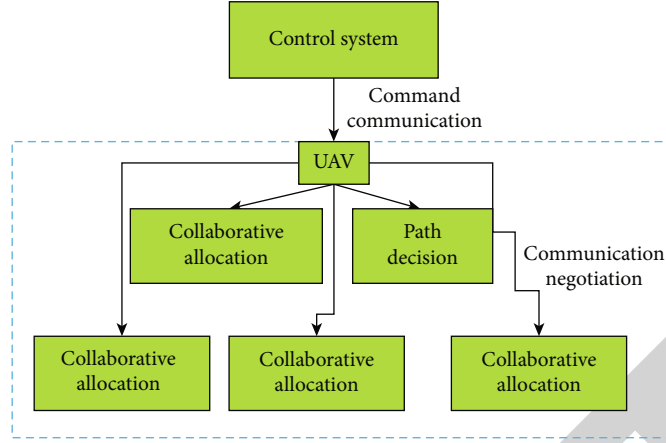 Control system
Command
communication
UAV
Collaborative
allocation
Path
decision
Communication
negotiation
Collaborative
allocation
Collaborative
allocation
Collaborative
allocation